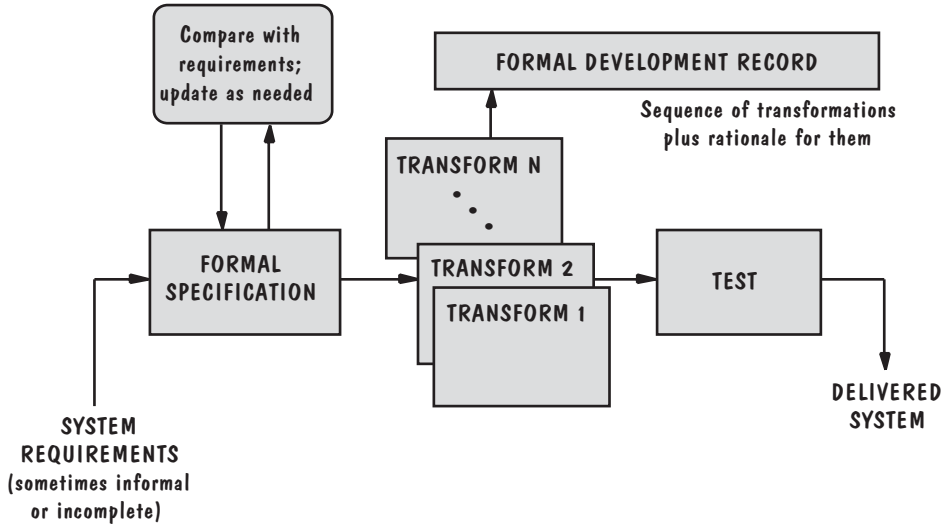 Compare with
requirements;
update as needed
FORMAL DEVELOPMENT RECORD
Sequence of transformations
plus rationale for them
TRANSFORM N
FORMAL
SPECIFICATION
TRANSFORM 2
TRANSFORM 1
TEST
SYSTEM
REQUIREMENTS
(sometimes informal
or incomplete)
DELIVERED
SYSTEM